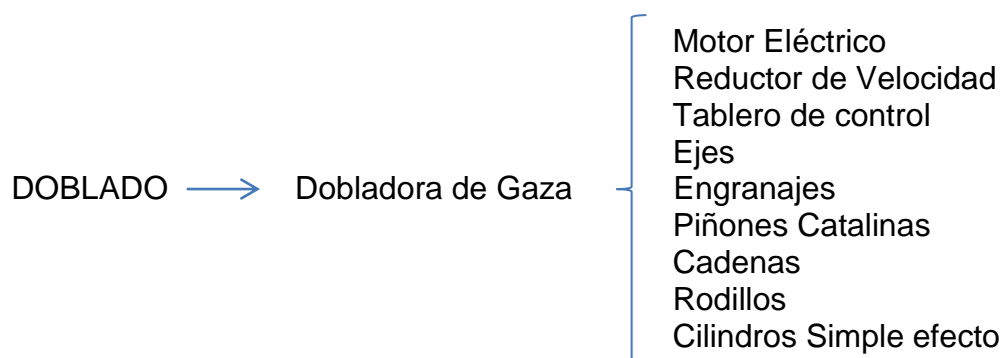 Motor Eléctrico
Reductor de Velocidad
Tablero de control
Ejes
DOBLADO Dobladora de Gaza Engranajes
Piñones Catalinas
Cadenas
Rodillos
Cilindros Simple efecto